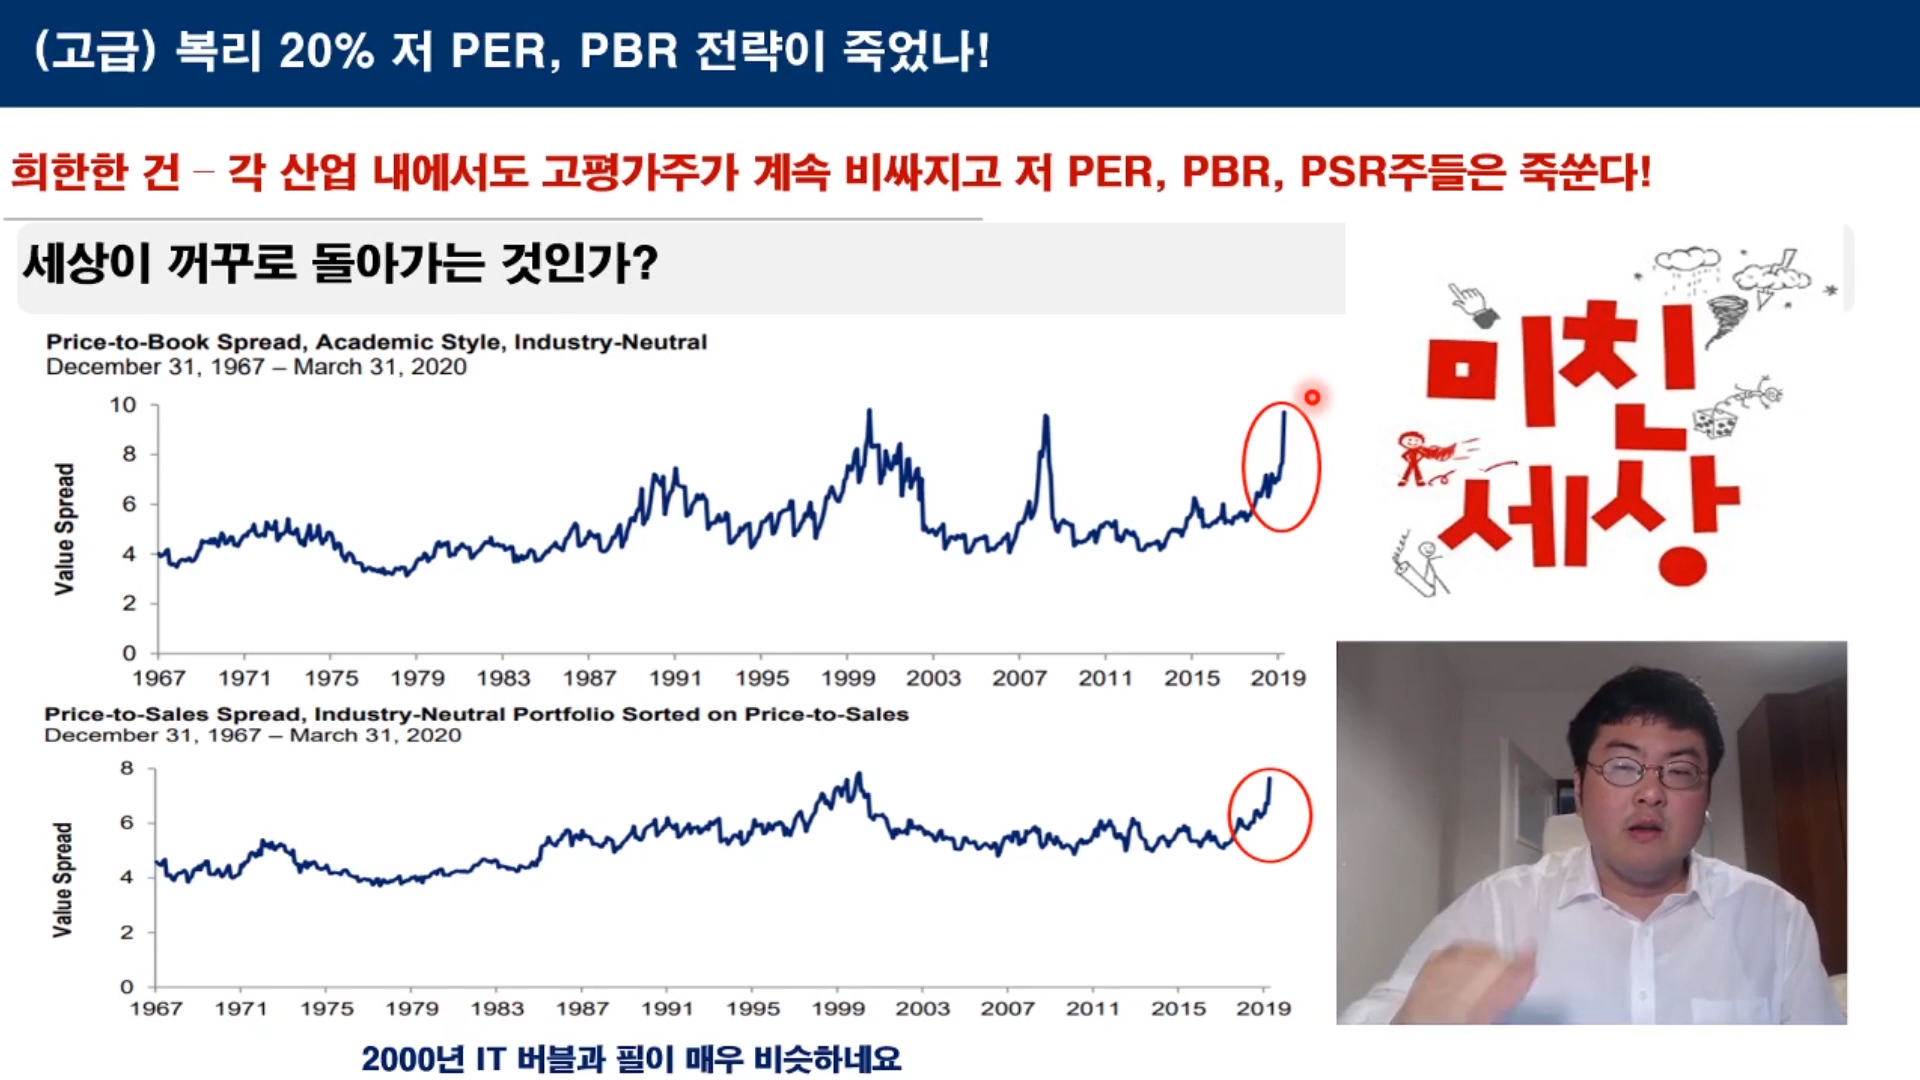 (고급) 복리 20% 저 PER, PBR 전략이 죽었나!
희한한 건 – 각 산업 내에서도 고평가주가 계속 비싸지고 저 PER, PBR, PSR주들은 죽쑨다!
세상이 꺼꾸로 돌아가는 것인가?
Price-to-Book Spread, Academic Style, Industry-Neutral
December 31, 1967 – March 31, 2020
Value Spread
10
8
6
4
2
0
1967 1971 1975 1979 1983 1987 1991 1995 1999 2003 2007 2011 2015 2019
미친
세상
Price-to-Sales Spread, Industry-Neutral Portfolio Sorted on Price-to-Sales
December 31, 1967 – March 31, 2020
Value Spread
8
6
4
2
0
1967 1971 1975 1979 1983 1987 1991 1995 1999 2003 2007 2011 2015 2019
2000년 IT 버블과 필이 매우 비슷하네요